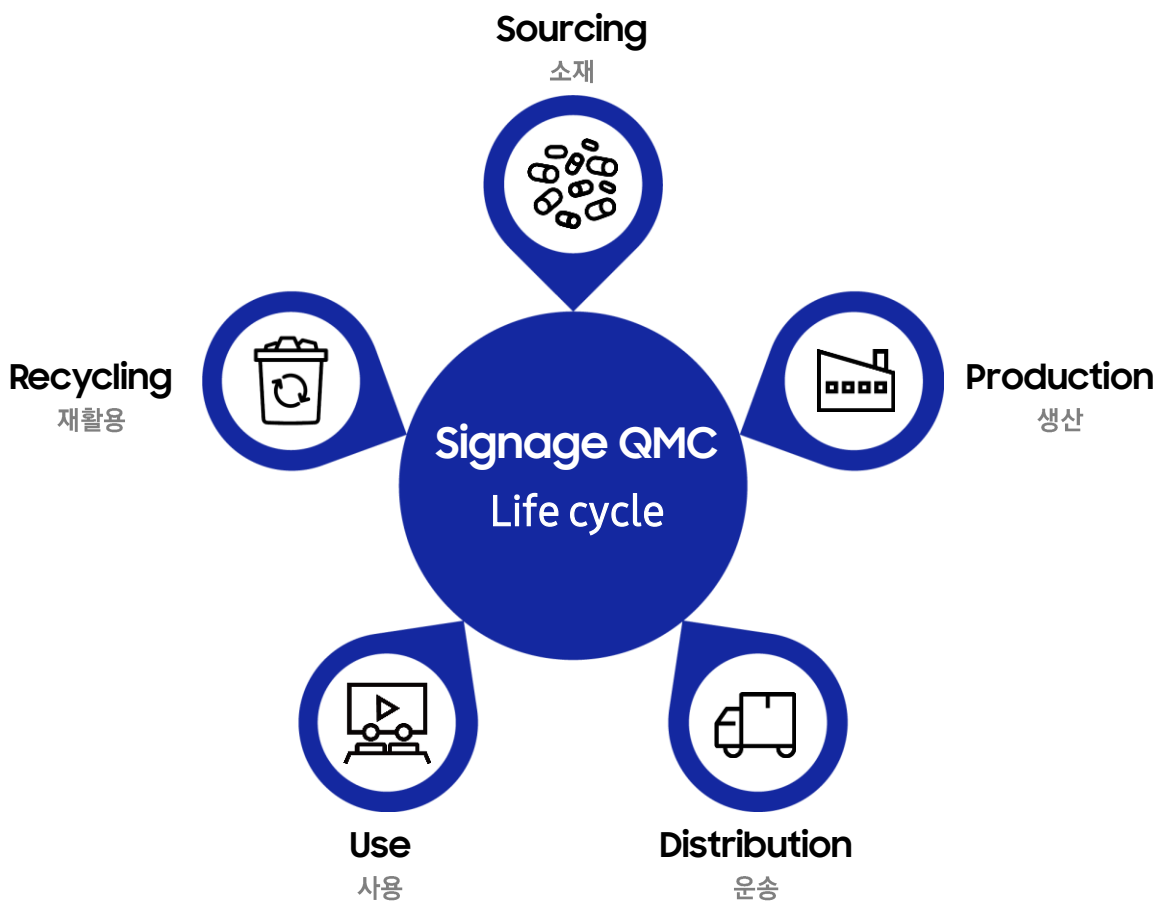 Sourcing
소재
Recycling
재활용
Production
생산
Signage QMC
Life cycle
Use
사용
Distribution
운송